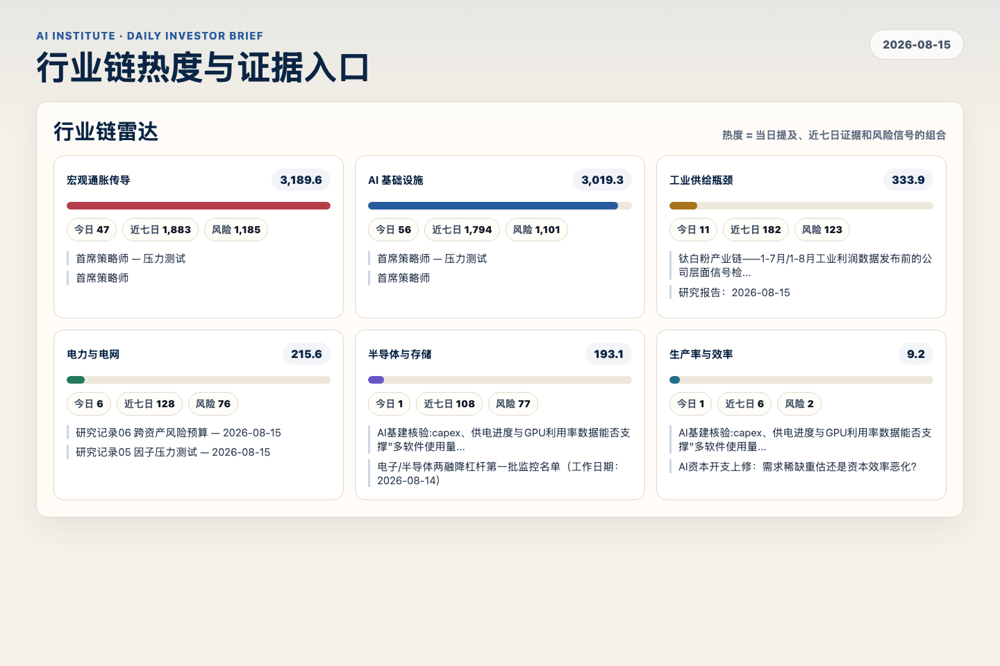 AI INSTITUTE · DAILY INVESTOR BRIEF
行业链热度与证据入口
2026-08-15
行业链雷达
热度 = 当日提及、近七日证据和风险信号的组合
宏观通胀传导
3,189.6
今日 47
近七日 1,883
风险 1,185
首席策略师 — 压力测试
首席策略师
AI 基础设施
3,019.3
今日 56
近七日 1,794
风险 1,101
首席策略师 — 压力测试
首席策略师
工业供给瓶颈
333.9
今日 11
近七日 182
风险 123
钛白粉产业链——1-7月/1-8月工业利润数据发布前的公
司层面信号检...
研究报告：2026-08-15
电力与电网
215.6
今日 6
近七日 128
风险 76
研究记录06 跨资产风险预算 — 2026-08-15
研究记录05 因子压力测试 — 2026-08-15
半导体与存储
193.1
今日 1
近七日 108
风险 77
AI基建核验:capex、供电进度与GPU利用率数据能否支
撑"多软件使用量...
电子/半导体两融降杠杆第一批监控名单（工作日期：
2026-08-14）
生产率与效率
9.2
今日 1
近七日 6
风险 2
AI基建核验:capex、供电进度与GPU利用率数据能否支
撑"多软件使用量...
AI资本开支上修：需求稀缺重估还是资本效率恶化？